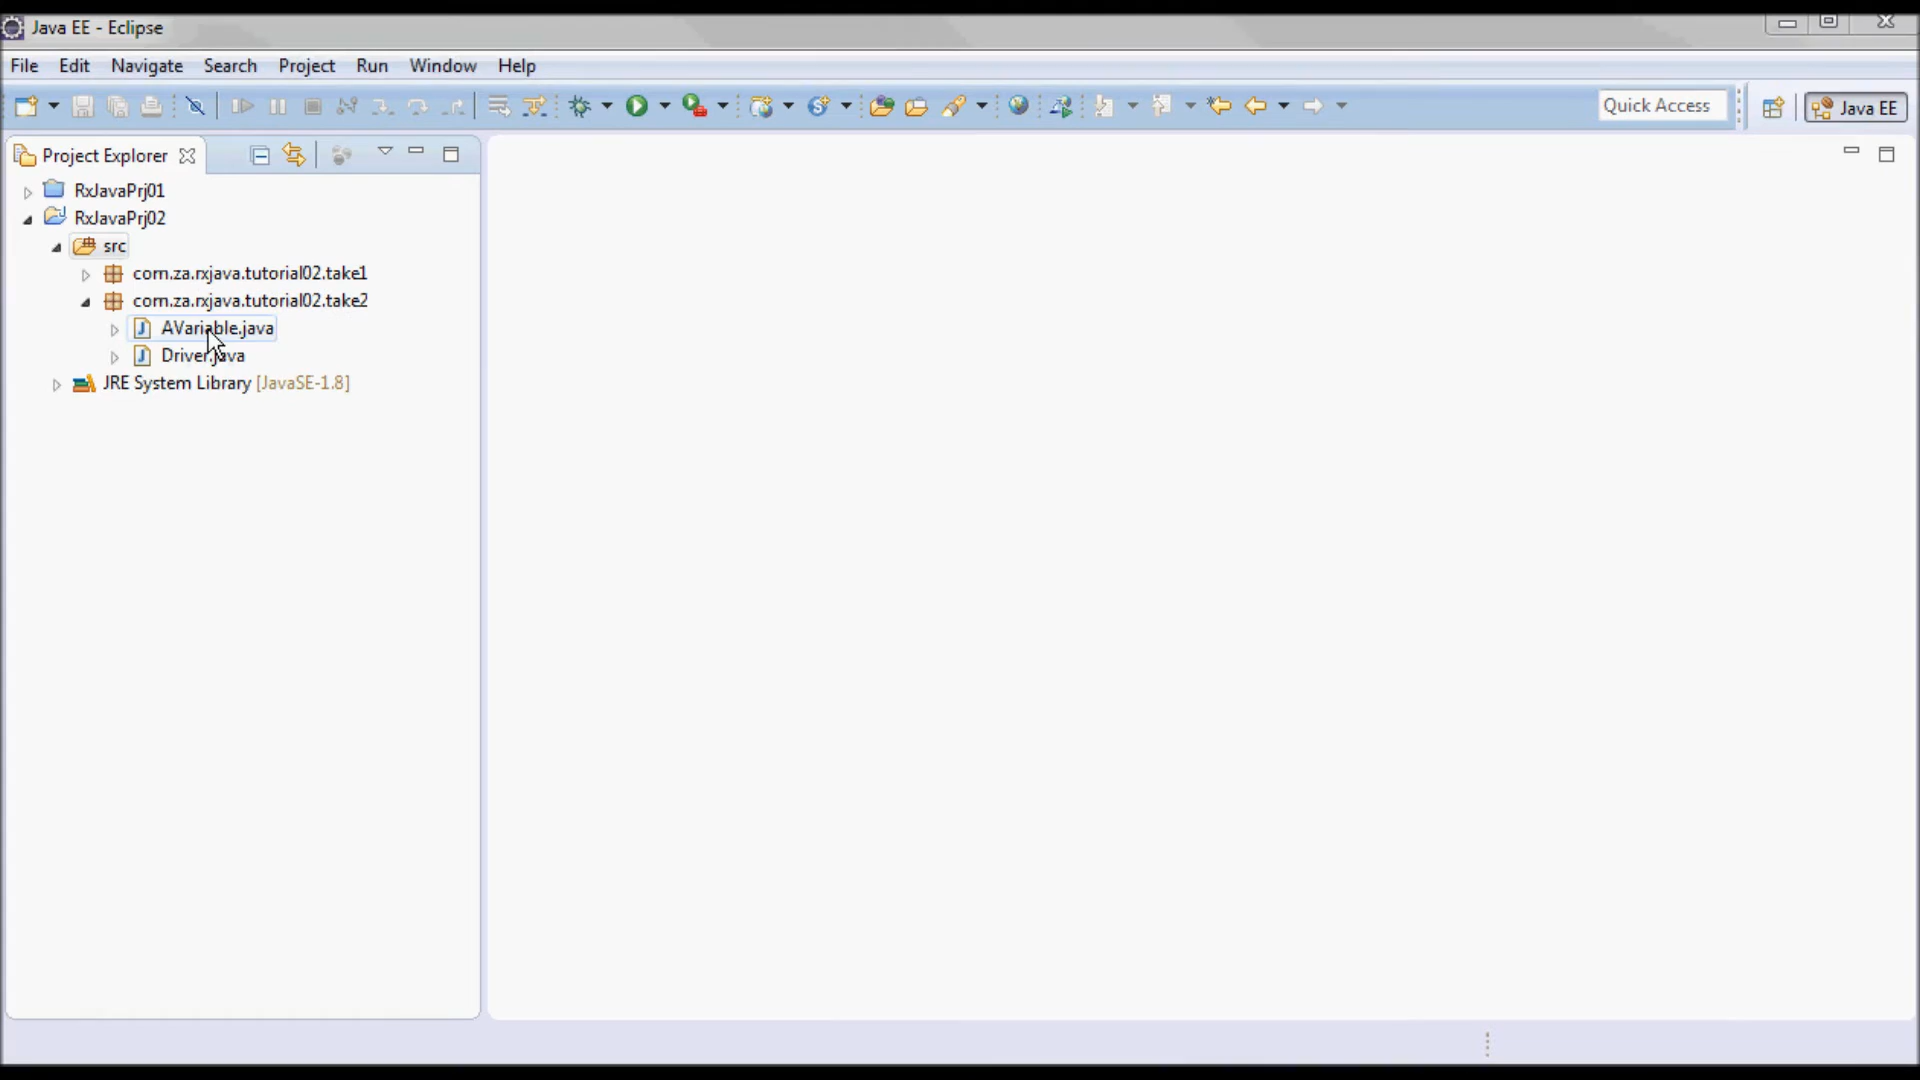 Java EE - Eclipse
File Edit Navigate Search Project Run Window Help
Quick Access Java EE
Project Explorer
RxJavaPrj01
RxJavaPrj02
src
com.za.rxjava.tutorial02.take1
com.za.rxjava.tutorial02.take2
AVariable.java
Driver.java
JRE System Library [JavaSE-1.8]